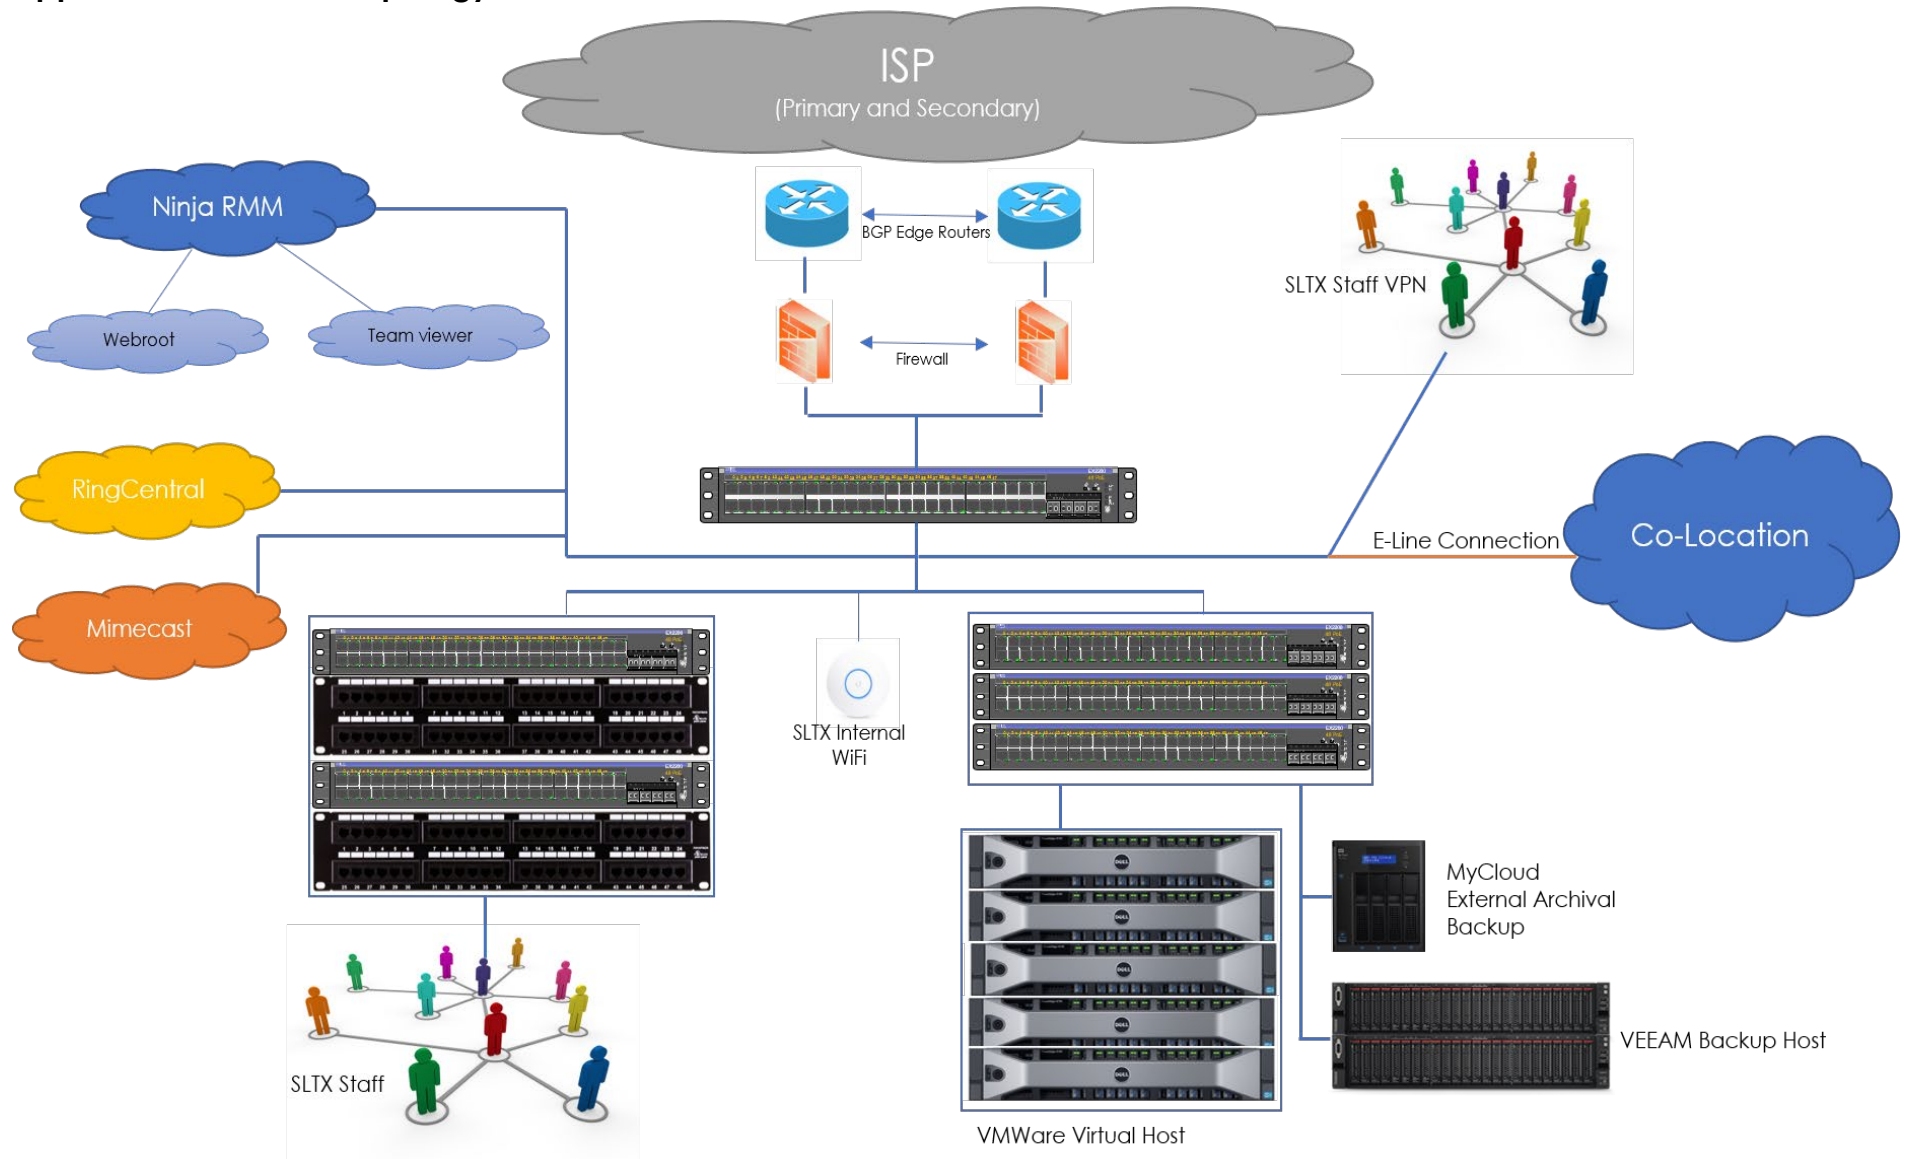 ISP
(Primary and Secondary)
Ninja RMM
BGP Edge Routers
SLTX Staff VPN
Webroot
Team viewer
Firewall
RingCentral
E-Line Connection
Co-Location
Mimecast
SLTX Internal
WiFi
MyCloud
External Archival
Backup
VEEAM Backup Host
SLTX Staff
VMWare Virtual Host